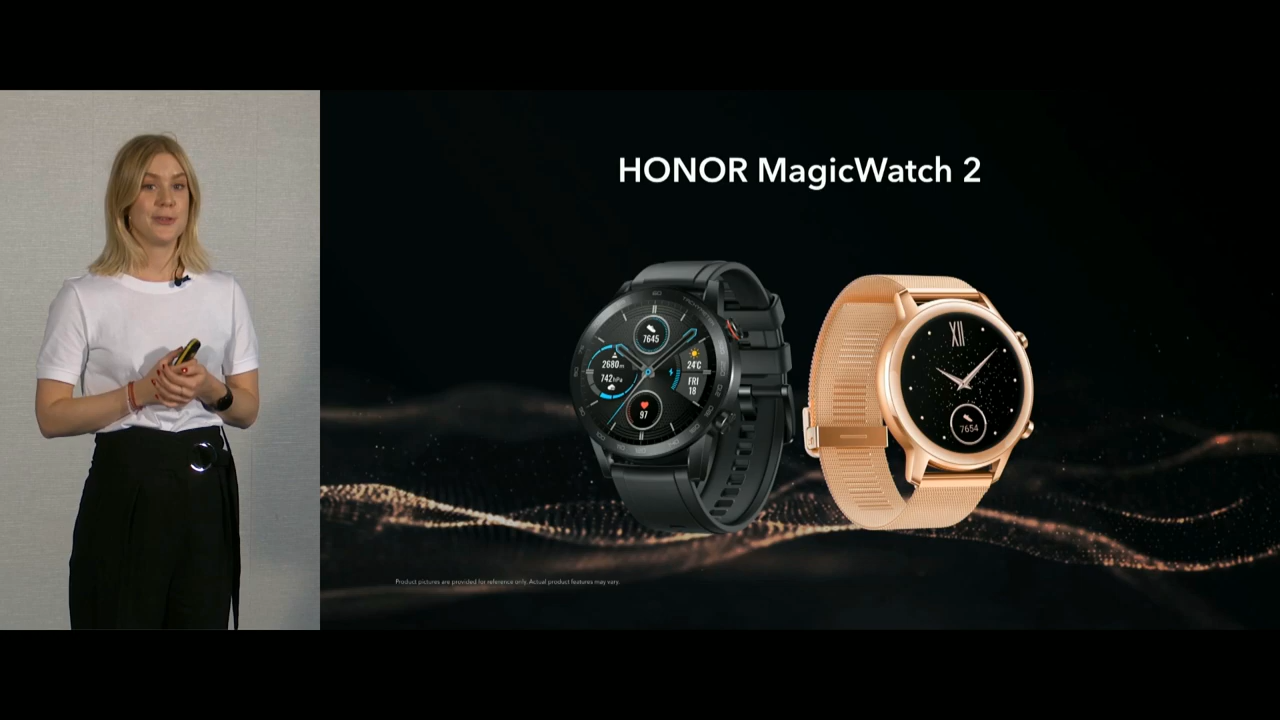 HONOR MagicWatch 2
7645
2680m
742hPa
24°C
FRI
18
97
XII
7654
Product pictures are provided for reference only. Actual product features may vary.